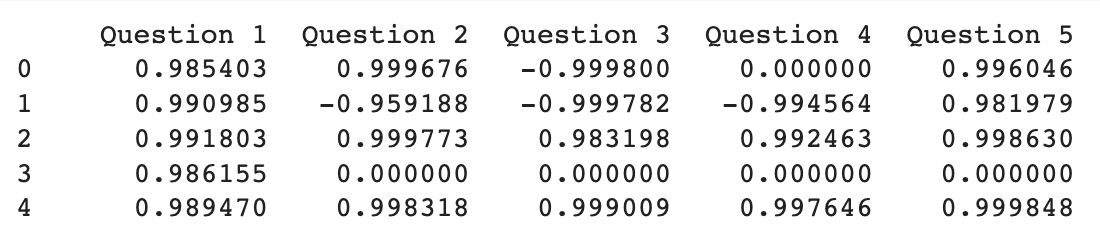 Question 1 Question 2 Question 3 Question 4 Question 5
0 0.985403 0.999676 −0.999800 0.000000 0.996046
1 0.990985 −0.959188 −0.999782 −0.994564 0.981979
2 0.991803 0.999773 0.983198 0.992463 0.998630
3 0.986155 0.000000 0.000000 0.000000 0.000000
4 0.989470 0.998318 0.999009 0.997646 0.999848